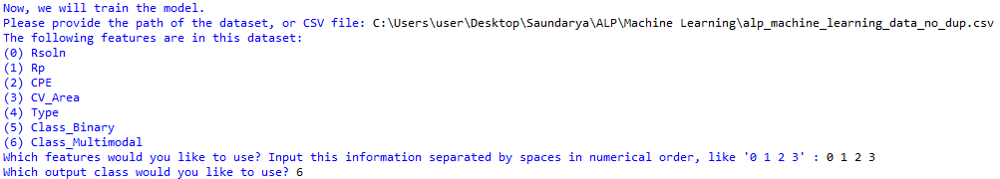 Now, we will train the model.
Please provide the path of the dataset, or CSV file: C:\Users\user\Desktop\Saundarya\ALP\Machine Learning\alp_machine_learning_data_no_dup.csv
The following features are in this dataset:
(0) Rsoln
(1) Rp
(2) CPE
(3) CV_Area
(4) Type
(5) Class_Binary
(6) Class_Multimodal
Which features would you like to use? Input this information separated by spaces in numerical order, like '0 1 2 3' : 0 1 2 3
Which output class would you like to use? 6